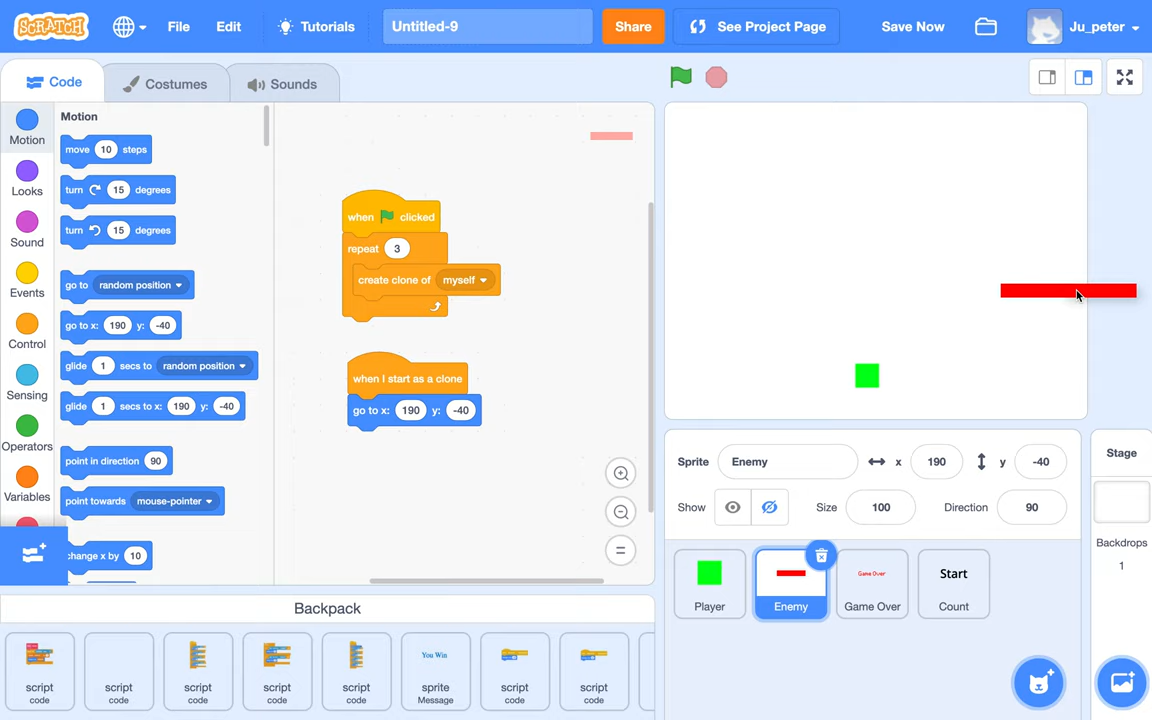 SCRATCH File Edit Tutorials Untitled-9 Share See Project Page Save Now Ju_peter
Code Costumes Sounds
Motion
Looks
Sound
Events
Control
Sensing
Operators
Variables
Motion
move 10 steps
turn 15 degrees
turn 15 degrees
go to random position
go to x: 190 y: -40
glide 1 secs to random position
glide 1 secs to x: 190 y: -40
point in direction 90
point towards mouse-pointer
change x by 10
when clicked
repeat 3
create clone of myself
when I start as a clone
go to x: 190 y: -40
Sprite Enemy x 190 y -40
Show Size 100 Direction 90
Player
Enemy
Game Over
Game Over
Start
Count
Stage
Backdrops
1
Backpack
script
code
script
code
script
code
script
code
script
code
You Win
sprite
Message
script
code
script
code